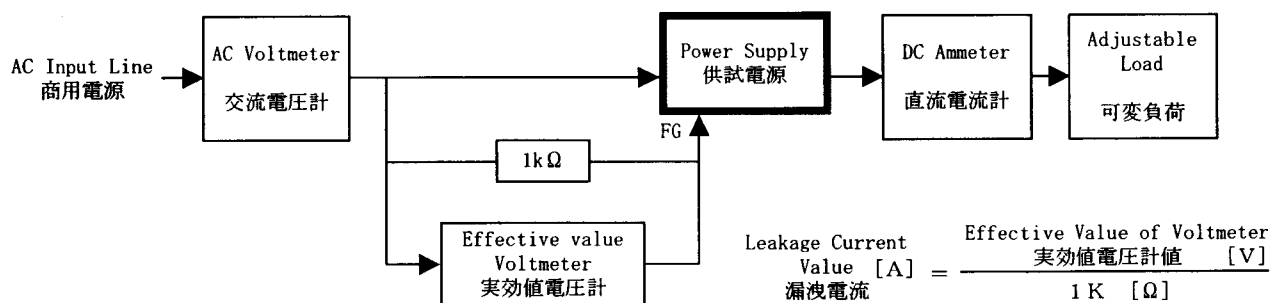 AC Input Line
商用電源
AC Voltmeter
交流電圧計
Power Supply
供試電源
DC Ammeter
直流電流計
Adjustable
Load
可変負荷
FG
1kΩ
Effective value
Voltmeter
実効値電圧計
Leakage Current
Value [A] =
漏洩電流
Effective Value of Voltmeter
実効値電圧計値 [V]
1K [Ω]